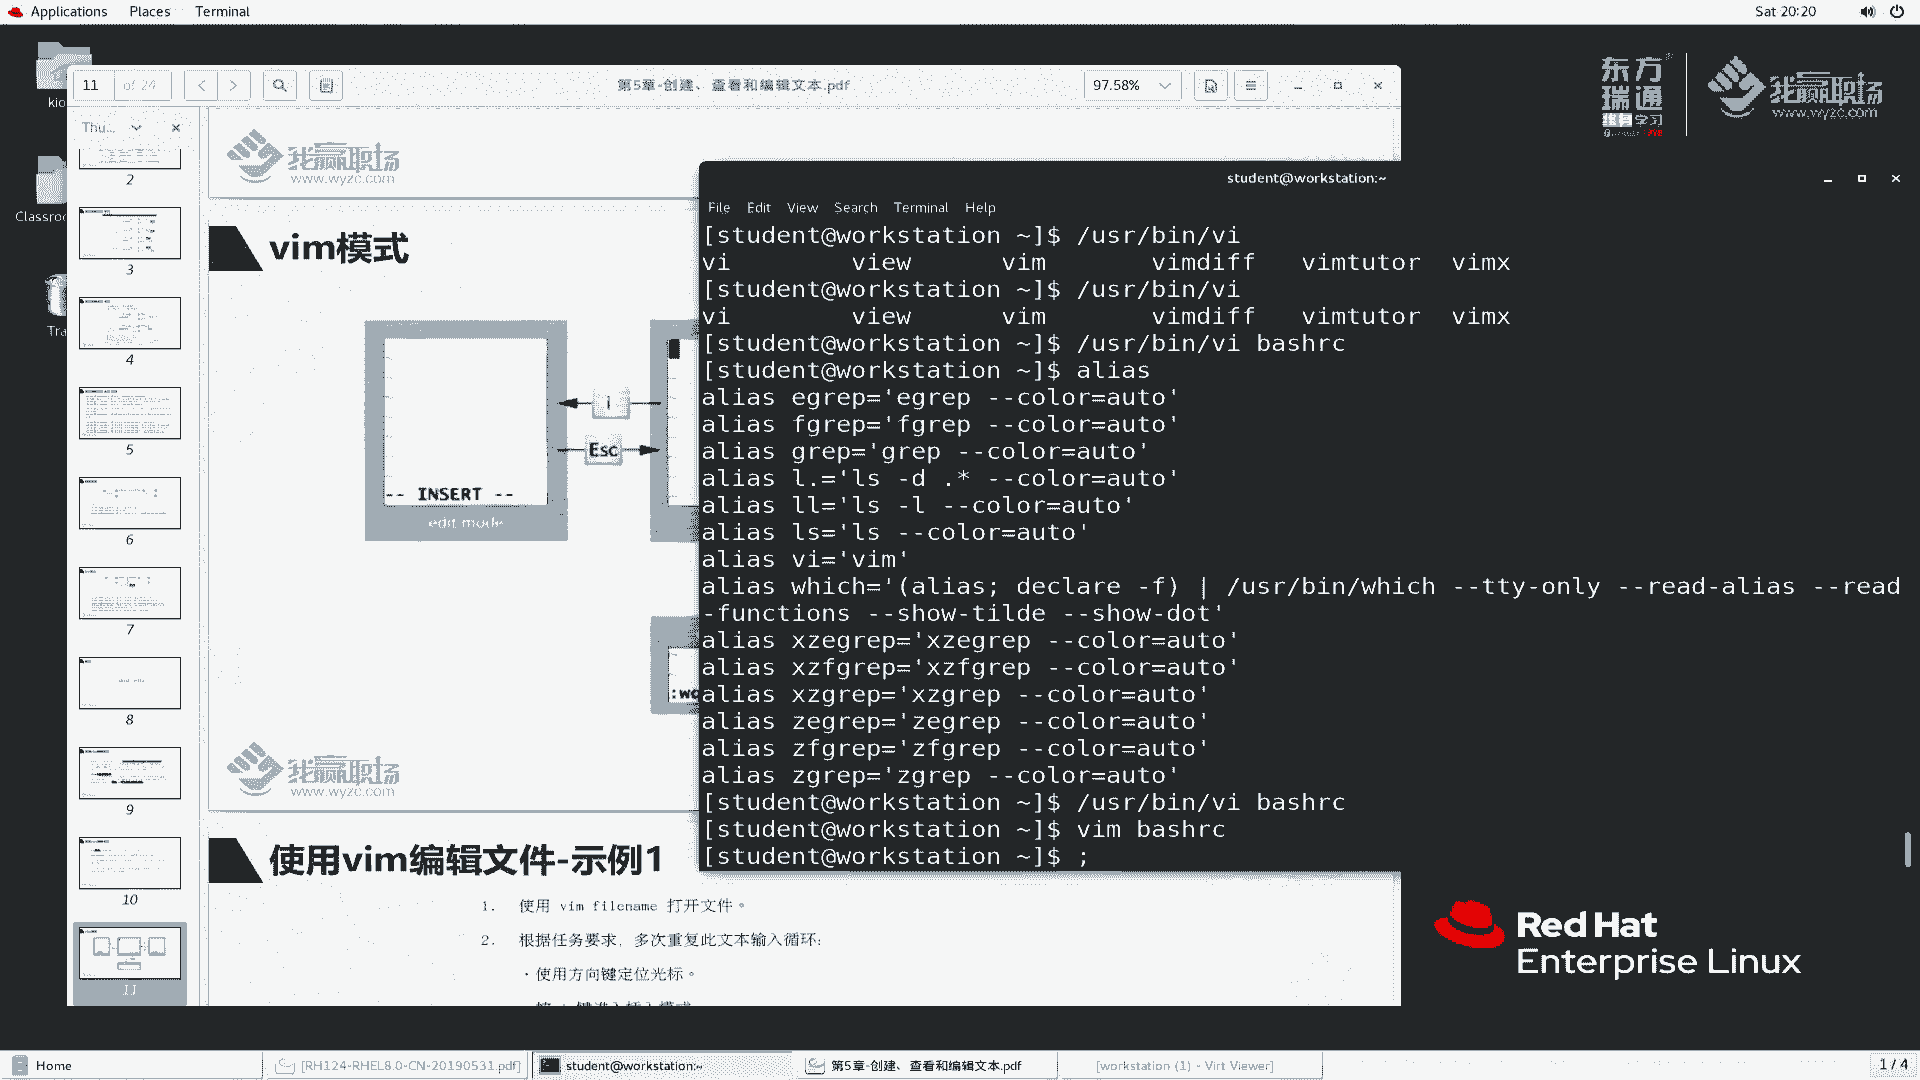 Applications Places Terminal
Sat 20:20
kio
Classroo
Tra
11 of 24
第5章-创建、查看和编辑文本.pdf
97.58%
Thu...
2
3
4
5
6
7
8
9
10
11
我赢职场
www.wyzc.com
vim模式
i
Esc
-- INSERT --
edit mode
:wq
我赢职场
www.wyzc.com
使用vim编辑文件-示例1
1. 使用 vim filename 打开文件。
2. 根据任务要求，多次重复此文本输入循环:
· 使用方向键定位光标。
student@workstation:~
File Edit View Search Terminal Help
[student@workstation ~]$ /usr/bin/vi
vi view vim vimdiff vimtutor vimx
[student@workstation ~]$ /usr/bin/vi
vi view vim vimdiff vimtutor vimx
[student@workstation ~]$ /usr/bin/vi bashrc
[student@workstation ~]$ alias
alias egrep='egrep --color=auto'
alias fgrep='fgrep --color=auto'
alias grep='grep --color=auto'
alias l.='ls -d .* --color=auto'
alias ll='ls -l --color=auto'
alias ls='ls --color=auto'
alias vi='vim'
alias which='(alias; declare -f) | /usr/bin/which --tty-only --read-alias --read
-functions --show-tilde --show-dot'
alias xzegrep='xzegrep --color=auto'
alias xzfgrep='xzfgrep --color=auto'
alias xzgrep='xzgrep --color=auto'
alias zegrep='zegrep --color=auto'
alias zfgrep='zfgrep --color=auto'
alias zgrep='zgrep --color=auto'
[student@workstation ~]$ /usr/bin/vi bashrc
[student@workstation ~]$ vim bashrc
[student@workstation ~]$ ;
东方
瑞通
学习
我赢职场
www.wyzc.com
Red Hat
Enterprise Linux
Home
[RH124-RHEL8.0-CN-20190531.pdf]
student@workstation:~
第5章-创建、查看和编辑文本.pdf
[workstation (1) - Virt Viewer]
1 / 4